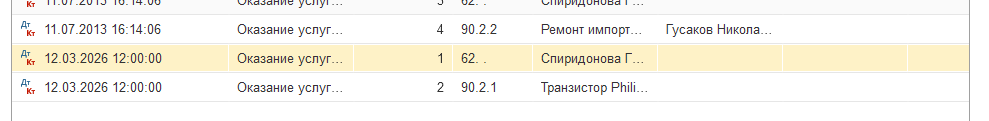 11.07.2013 16:14:06 Оказание услуг... 3 62. . Спиридонова Г...
Дт Кт 11.07.2013 16:14:06 Оказание услуг... 4 90.2.2 Ремонт импорт... Гусаков Никола...
Дт Кт 12.03.2026 12:00:00 Оказание услуг... 1 62. . Спиридонова Г...
Дт Кт 12.03.2026 12:00:00 Оказание услуг... 2 90.2.1 Транзистор Phili...